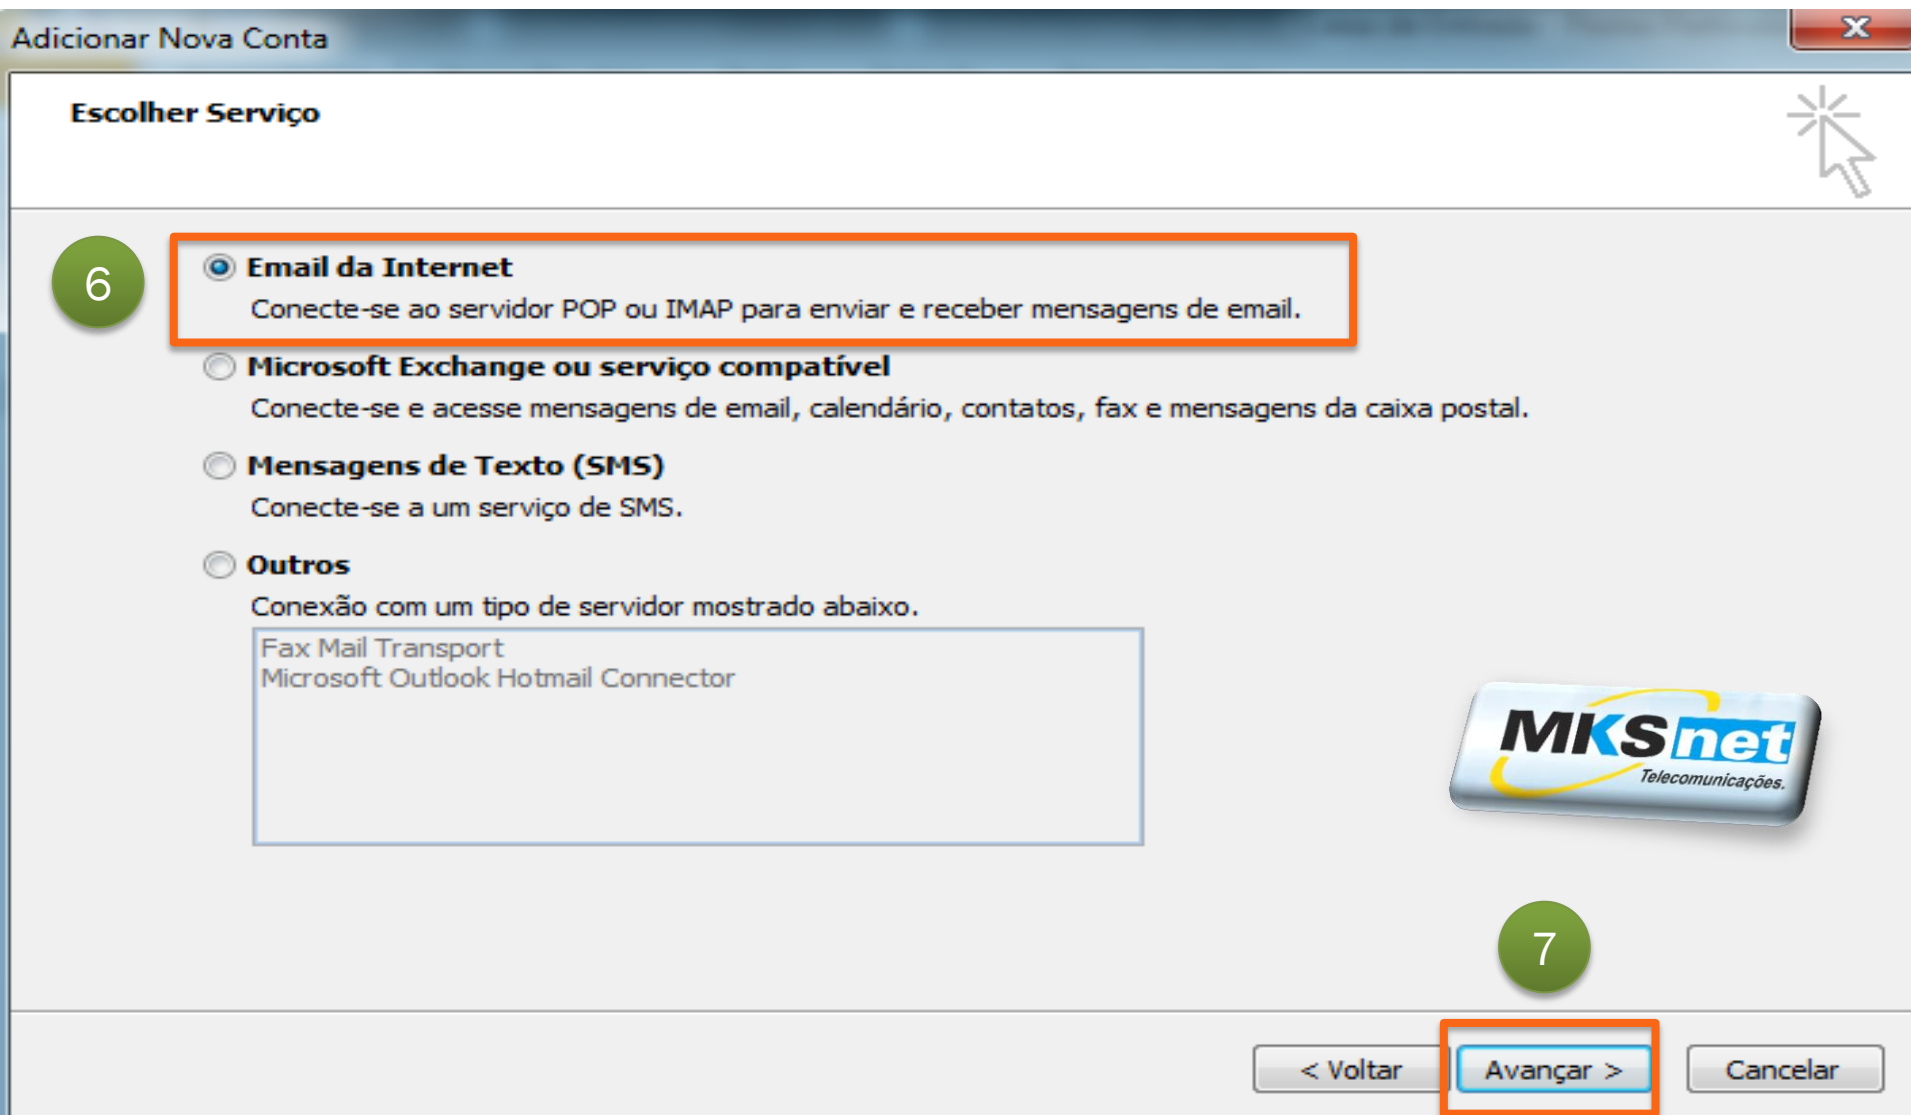 Adicionar Nova Conta
Escolher Serviço
6
Email da Internet
Conecte-se ao servidor POP ou IMAP para enviar e receber mensagens de email.
Microsoft Exchange ou serviço compatível
Conecte-se e acesse mensagens de email, calendário, contatos, fax e mensagens da caixa postal.
Mensagens de Texto (SMS)
Conecte-se a um serviço de SMS.
Outros
Conexão com um tipo de servidor mostrado abaixo.
Fax Mail Transport
Microsoft Outlook Hotmail Connector
MKSnet
Telecomunicações.
7
< Voltar
Avançar >
Cancelar